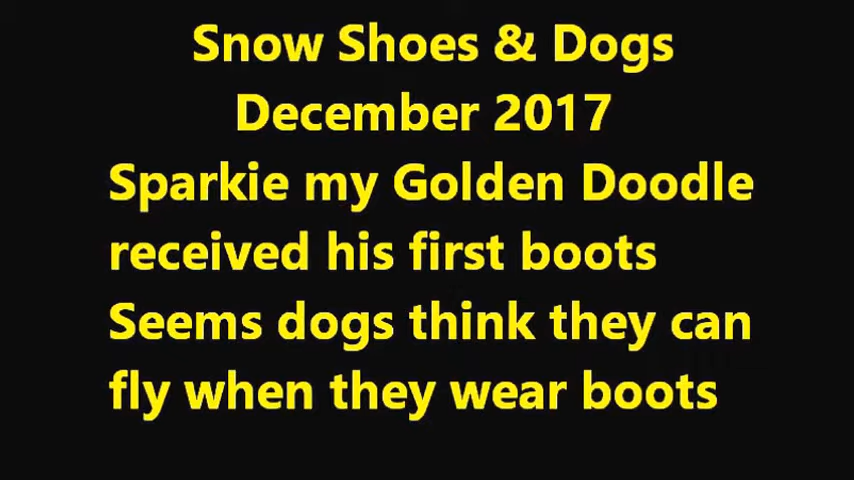 Snow Shoes & Dogs
December 2017
Sparkie my Golden Doodle
received his first boots
Seems dogs think they can
fly when they wear boots